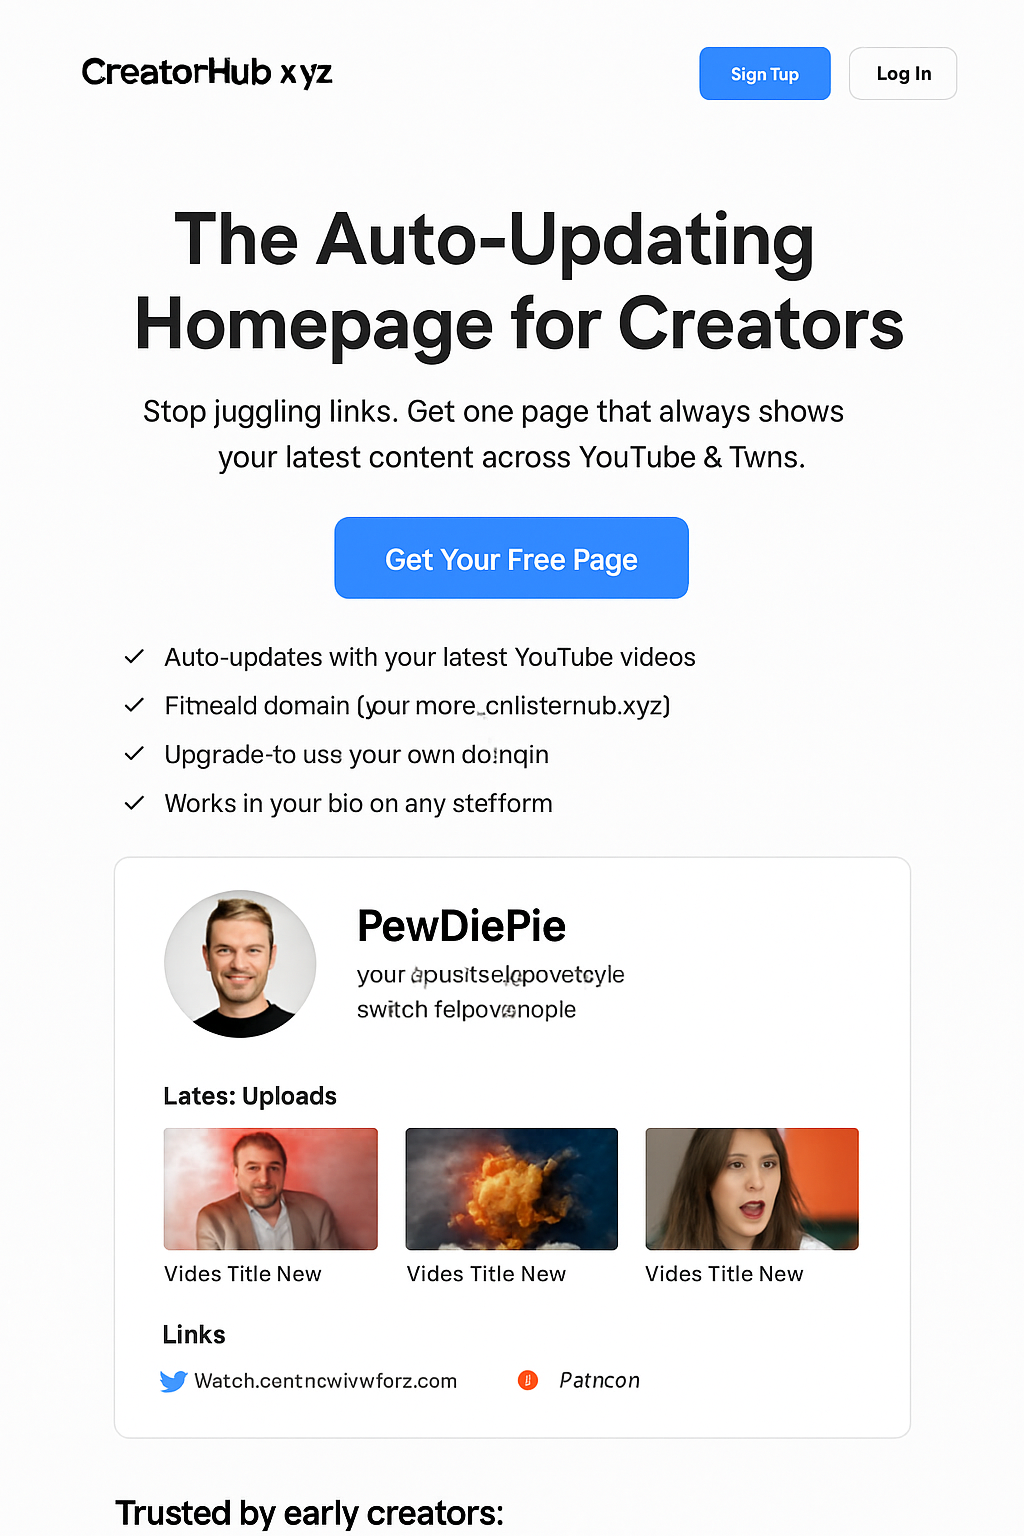 CreatorHub xyz
Sign Tup
Log In
The Auto-Updating
Homepage for Creators
Stop juggling links. Get one page that always shows
your latest content across YouTube & Twns.
Get Your Free Page
Auto-updates with your latest YouTube videos
Fitmeald domain (your more cnlisternub.xyz)
Upgrade-to uss your own
Works in your bio on any stefform
PewDiePie
your
switch
Lates: Uploads
Vides Title New
Vides Title New
Vides Title New
Links
Watch.centncwivwforz.com
Patncon
Trusted by early creators: